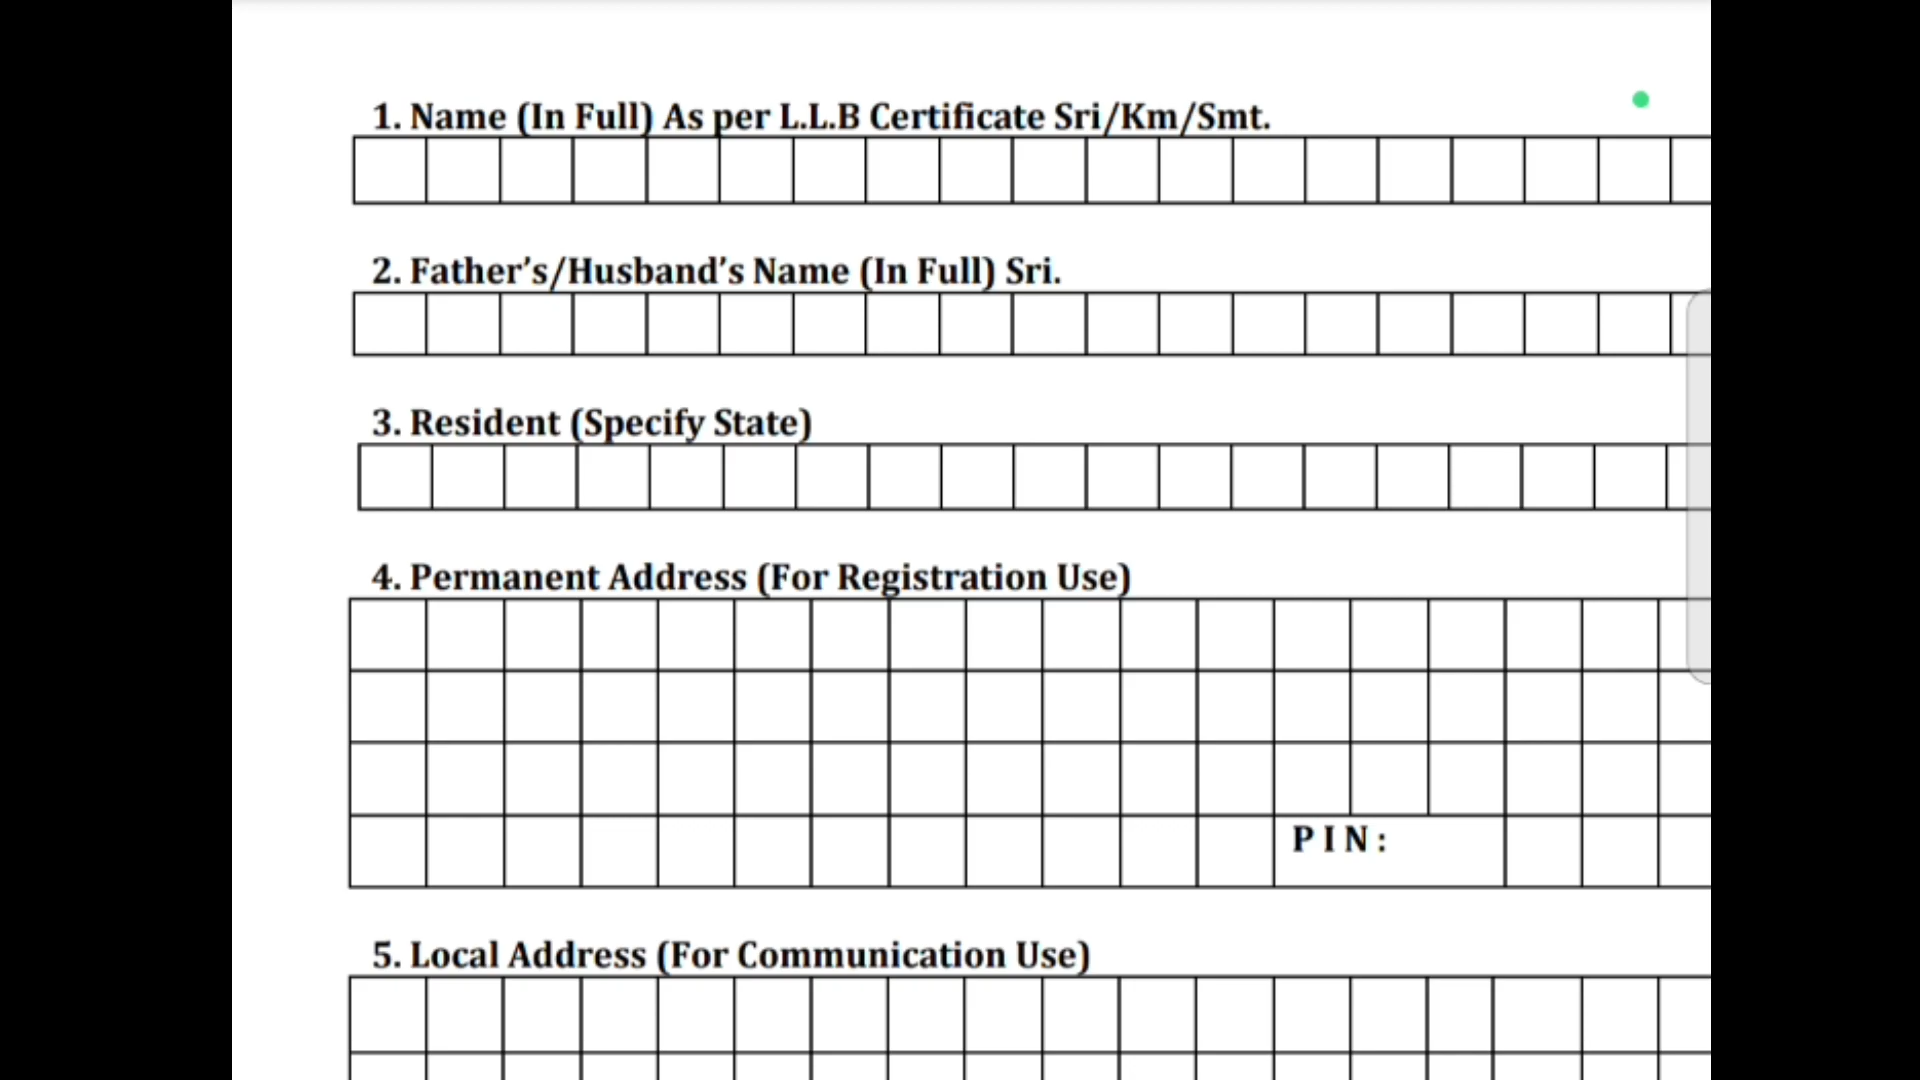 1. Name (In Full) As per L.L.B Certificate Sri/Km/Smt.
2. Father’s/Husband’s Name (In Full) Sri.
3. Resident (Specify State)
4. Permanent Address (For Registration Use)
P I N :
5. Local Address (For Communication Use)